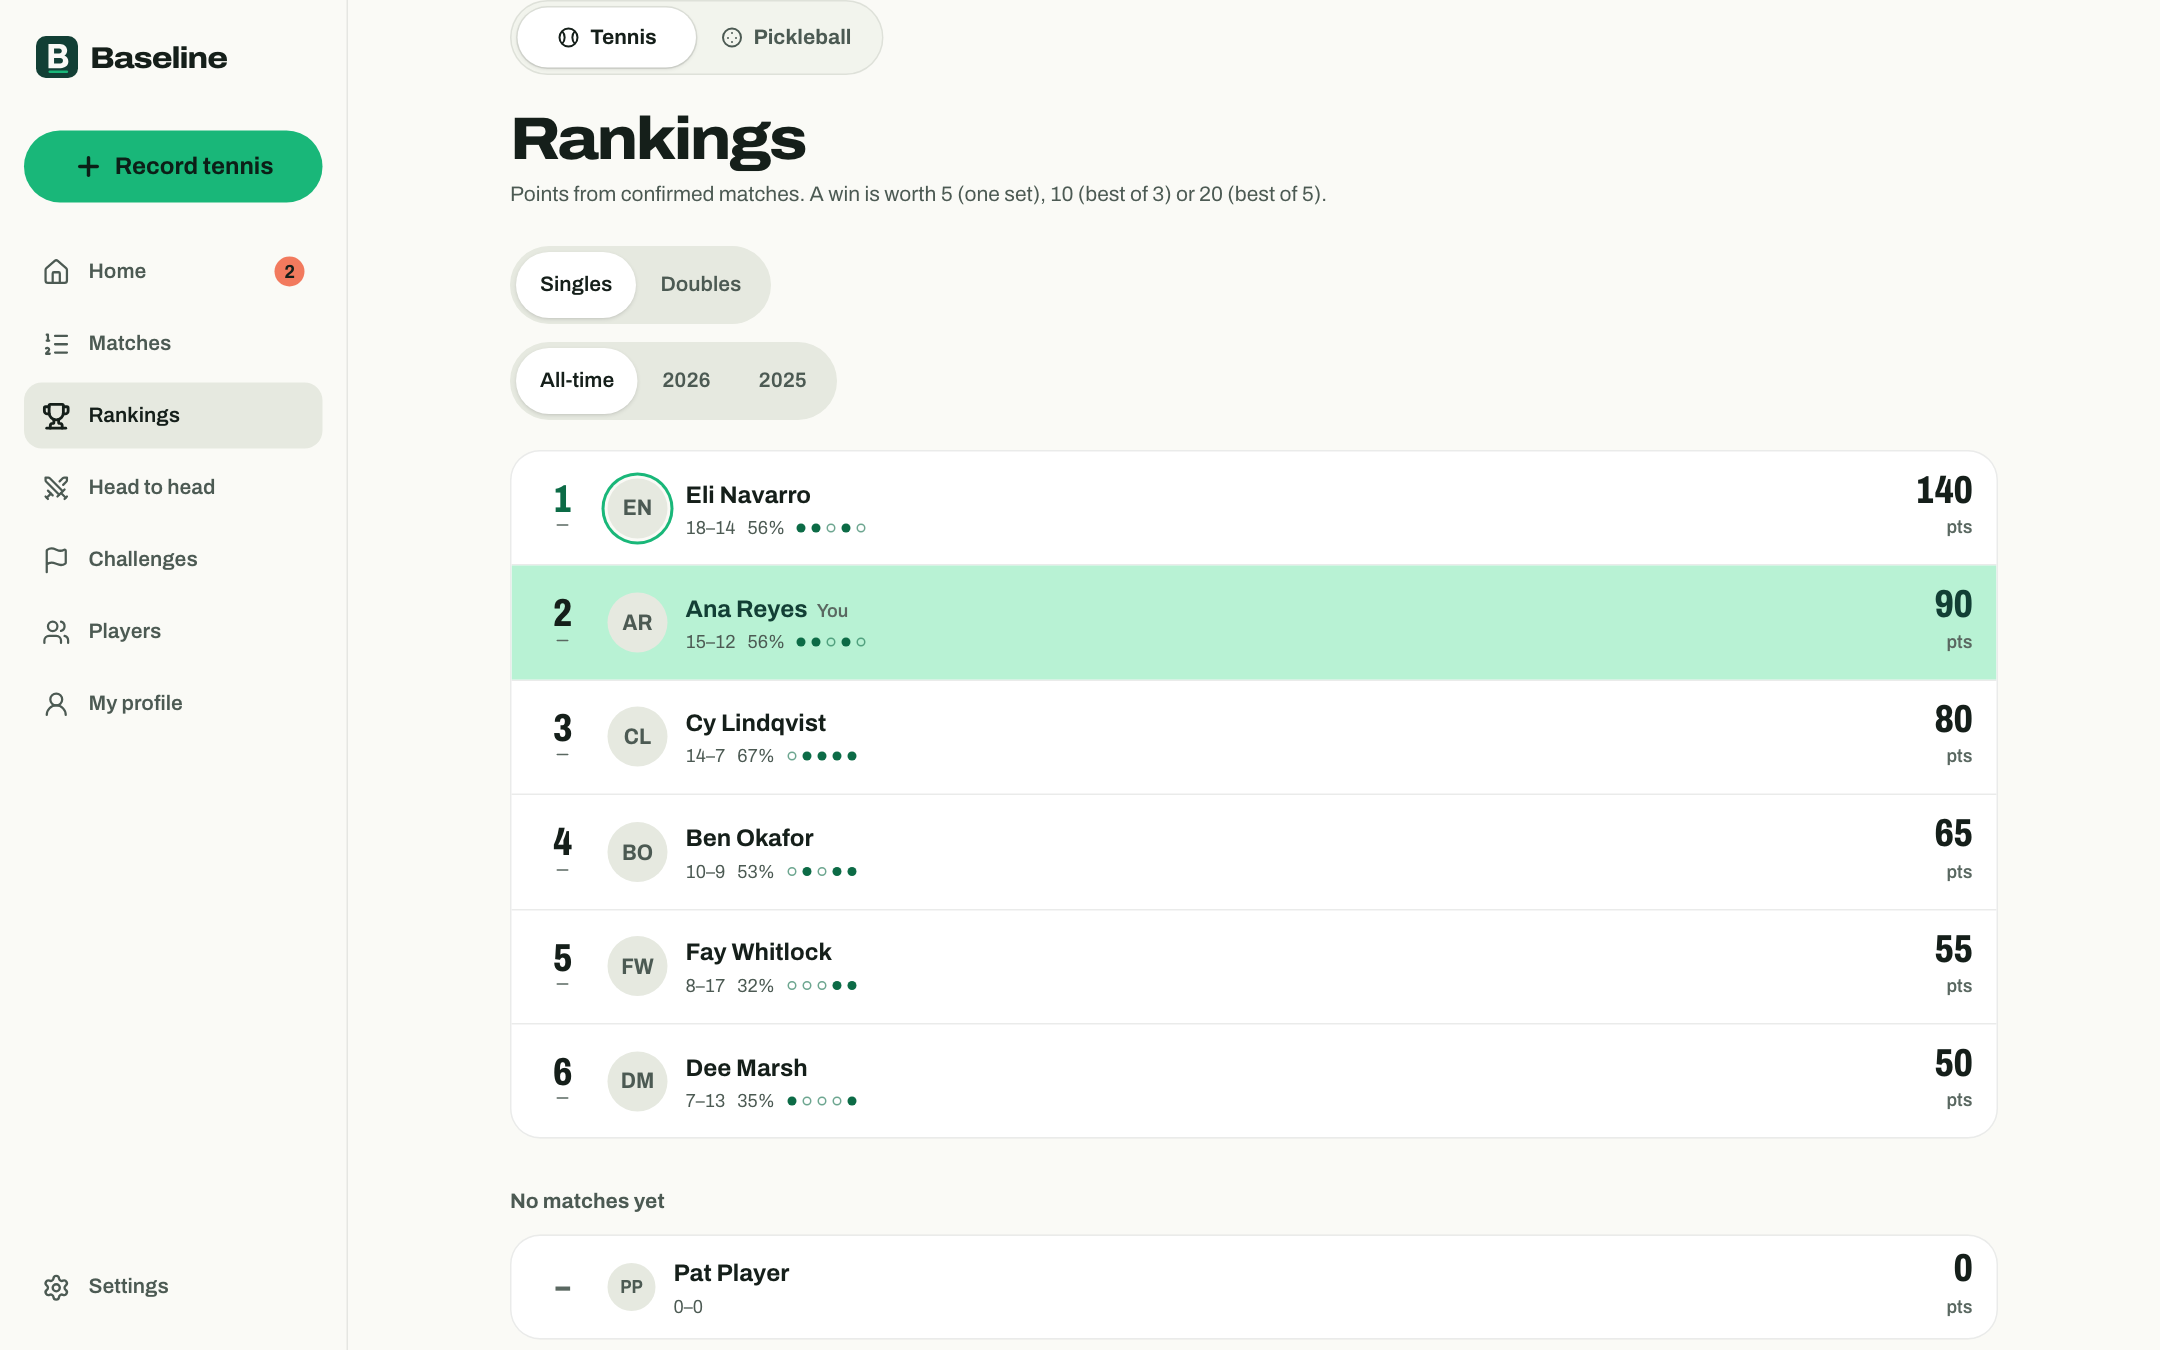 Baseline
Record tennis
Home 2
Matches
Rankings
Head to head
Challenges
Players
My profile
Settings
Tennis Pickleball
Rankings
Points from confirmed matches. A win is worth 5 (one set), 10 (best of 3) or 20 (best of 5).
Singles Doubles
All-time 2026 2025
1 EN Eli Navarro 140
18–14 56% pts
2 AR Ana Reyes You 90
15–12 56% pts
3 CL Cy Lindqvist 80
14–7 67% pts
4 BO Ben Okafor 65
10–9 53% pts
5 FW Fay Whitlock 55
8–17 32% pts
6 DM Dee Marsh 50
7–13 35% pts
No matches yet
– PP Pat Player 0
0–0 pts